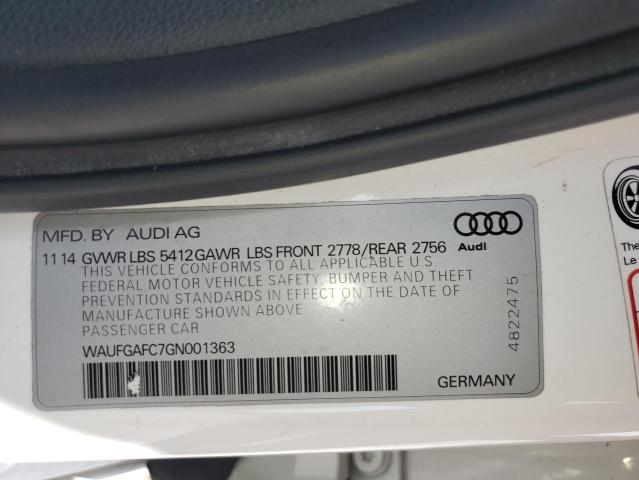 MFD. BY AUDI AG
11 14 GVWR LBS 5412 GAWR LBS FRONT 2778/REAR 2756
Audi
THIS VEHICLE CONFORMS TO ALL APPLICABLE U.S.
FEDERAL MOTOR VEHICLE SAFETY, BUMPER AND THEFT
PREVENTION STANDARDS IN EFFECT ON THE DATE OF
MANUFACTURE SHOWN ABOVE
PASSENGER CAR
WAUFGAFC7GN001363
GERMANY
4822475
The
Le